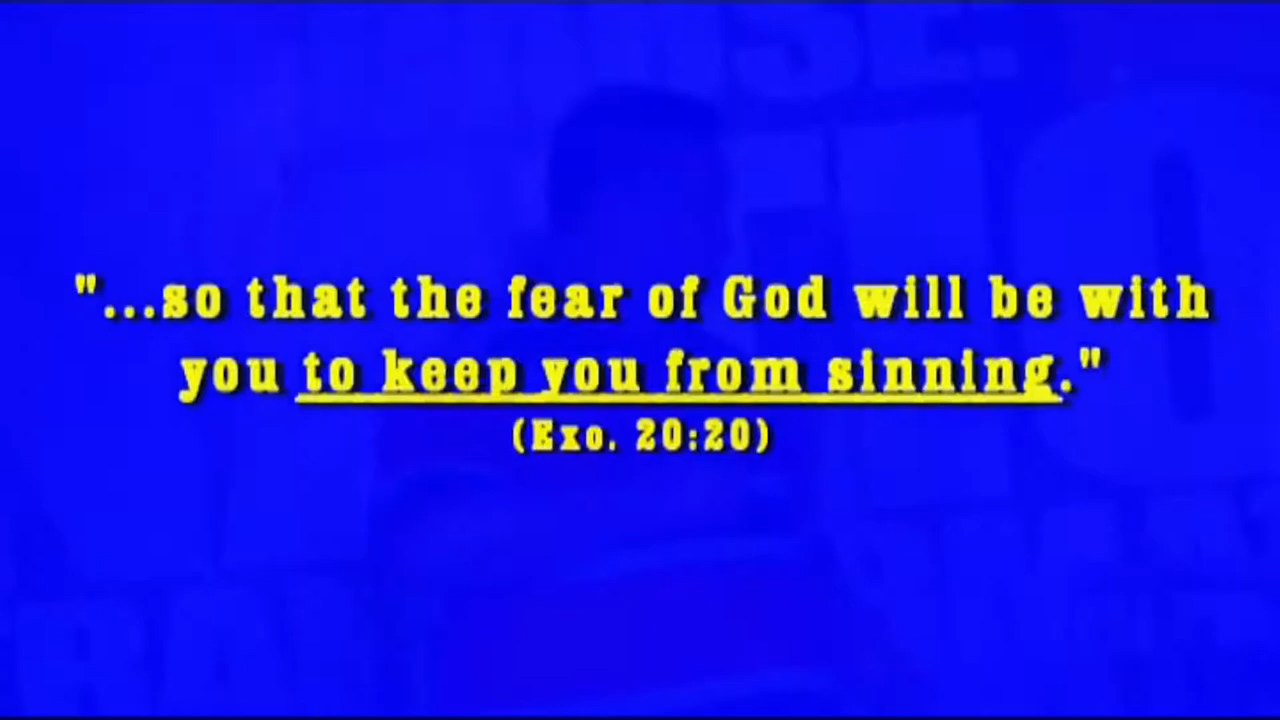 "...so that the fear of God will be with
you to keep you from sinning."
(Exo. 20:20)